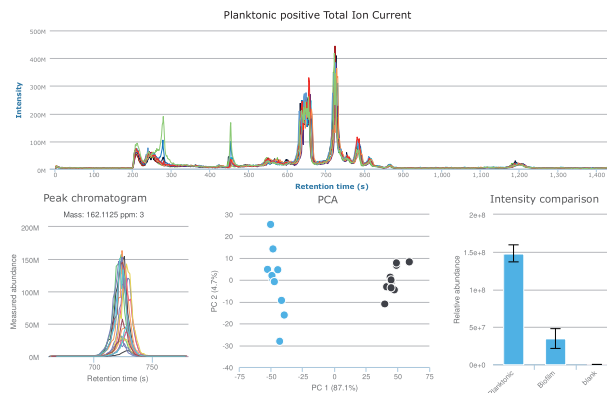 Planktonic positive Total Ion Current
500M
400M
300M
200M
100M
0M
Intensity
0 100 200 300 400 500 600 700 800 900 1,000 1,100 1,200 1,300 1,400
Retention time (s)
Peak chromatogram
Mass: 162.1125 ppm: 3
200M
150M
100M
50M
0M
Measured abundance
700 750
Retention time (s)
PCA
30
20
10
0
-10
-20
-30
-40
PC 2 (4.7%)
-75 -50 -25 0 25 50 75
PC 1 (87.1%)
Intensity comparison
2e+8
1.5e+8
1e+8
5e+7
0e+0
Relative abundance
Planktonic
Biofilm
blank